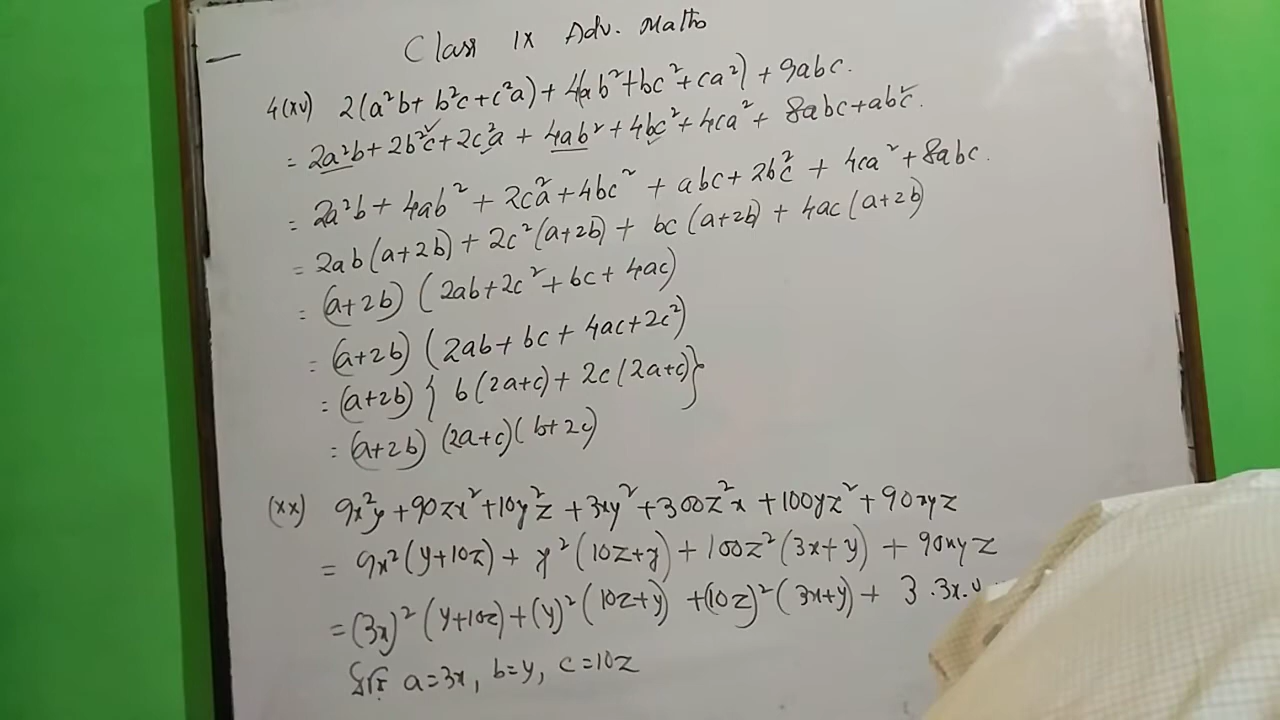 Class IX Adv. Maths
4(xv) 2(a²b + b²c + c²a) + 4(ab² + bc² + ca²) + 9abc.
= 2a²b + 2b²c + 2c²a + 4ab² + 4bc² + 4ca² + 8abc + abc.
= 2a²b + 4ab² + 2c²a + 4bc² + abc + 2b²c + 4ca² + 8abc.
= 2ab(a+2b) + 2c²(a+2b) + bc(a+2b) + 4ac(a+2b)
= (a+2b) (2ab+2c²+bc+4ac)
= (a+2b) (2ab+bc+4ac+2c²)
= (a+2b) { b(2a+c) + 2c(2a+c)}
= (a+2b) (2a+c)(b+2c)
(xx) 9x²y + 90zx² + 10y²z + 3xy² + 300z²x + 100yz² + 90xyz
= 9x²(y+10z) + y²(10z+y) + 100z²(3x+y) + 90xyz
= (3x)²(y+10z) + (y)²(10z+y) + (10z)²(3x+y) + 3.3x.y
a=3x, b=y, c=10z